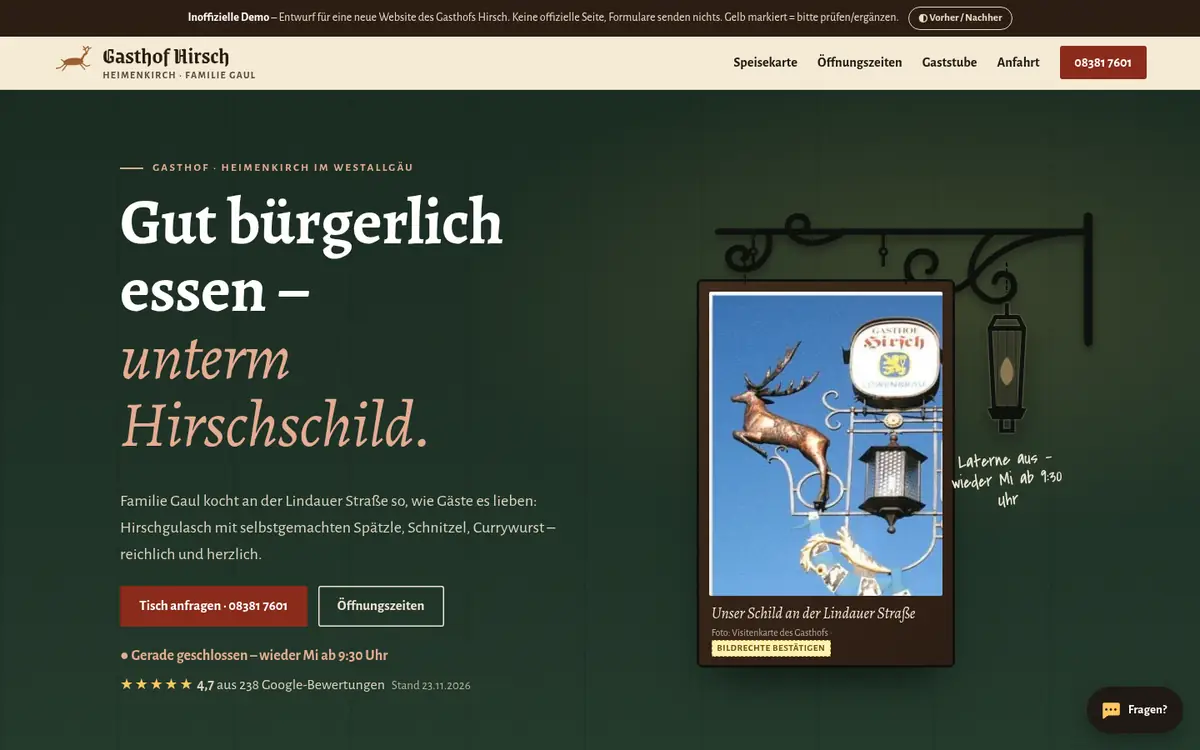 Inoffizielle Demo – Entwurf für eine neue Website des Gasthofs Hirsch. Keine offizielle Seite, Formulare senden nichts. Gelb markiert = bitte prüfen/ergänzen.
Vorher / Nachher
Gasthof Hirsch
HEIMENKIRCH · FAMILIE GAUL
Speisekarte
Öffnungszeiten
Gaststube
Anfahrt
08381 7601
GASTHOF · HEIMENKIRCH IM WESTALLGÄU
Gut bürgerlich
essen –
unterm
Hirschschild.
Familie Gaul kocht an der Lindauer Straße so, wie Gäste es lieben:
Hirschgulasch mit selbstgemachten Spätzle, Schnitzel, Currywurst –
reichlich und herzlich.
Tisch anfragen · 08381 7601
Öffnungszeiten
Gerade geschlossen – wieder Mi ab 9:30 Uhr
4,7 aus 238 Google-Bewertungen Stand 23.11.2026
GASTHOF
Hirsch
LÖWENBRÄU
Laterne aus –
wieder Mi ab 9:30
uhr
Unser Schild an der Lindauer Straße
Foto: Visitenkarte des Gasthofs ·
BILDRECHTE BESTÄTIGEN
Fragen?